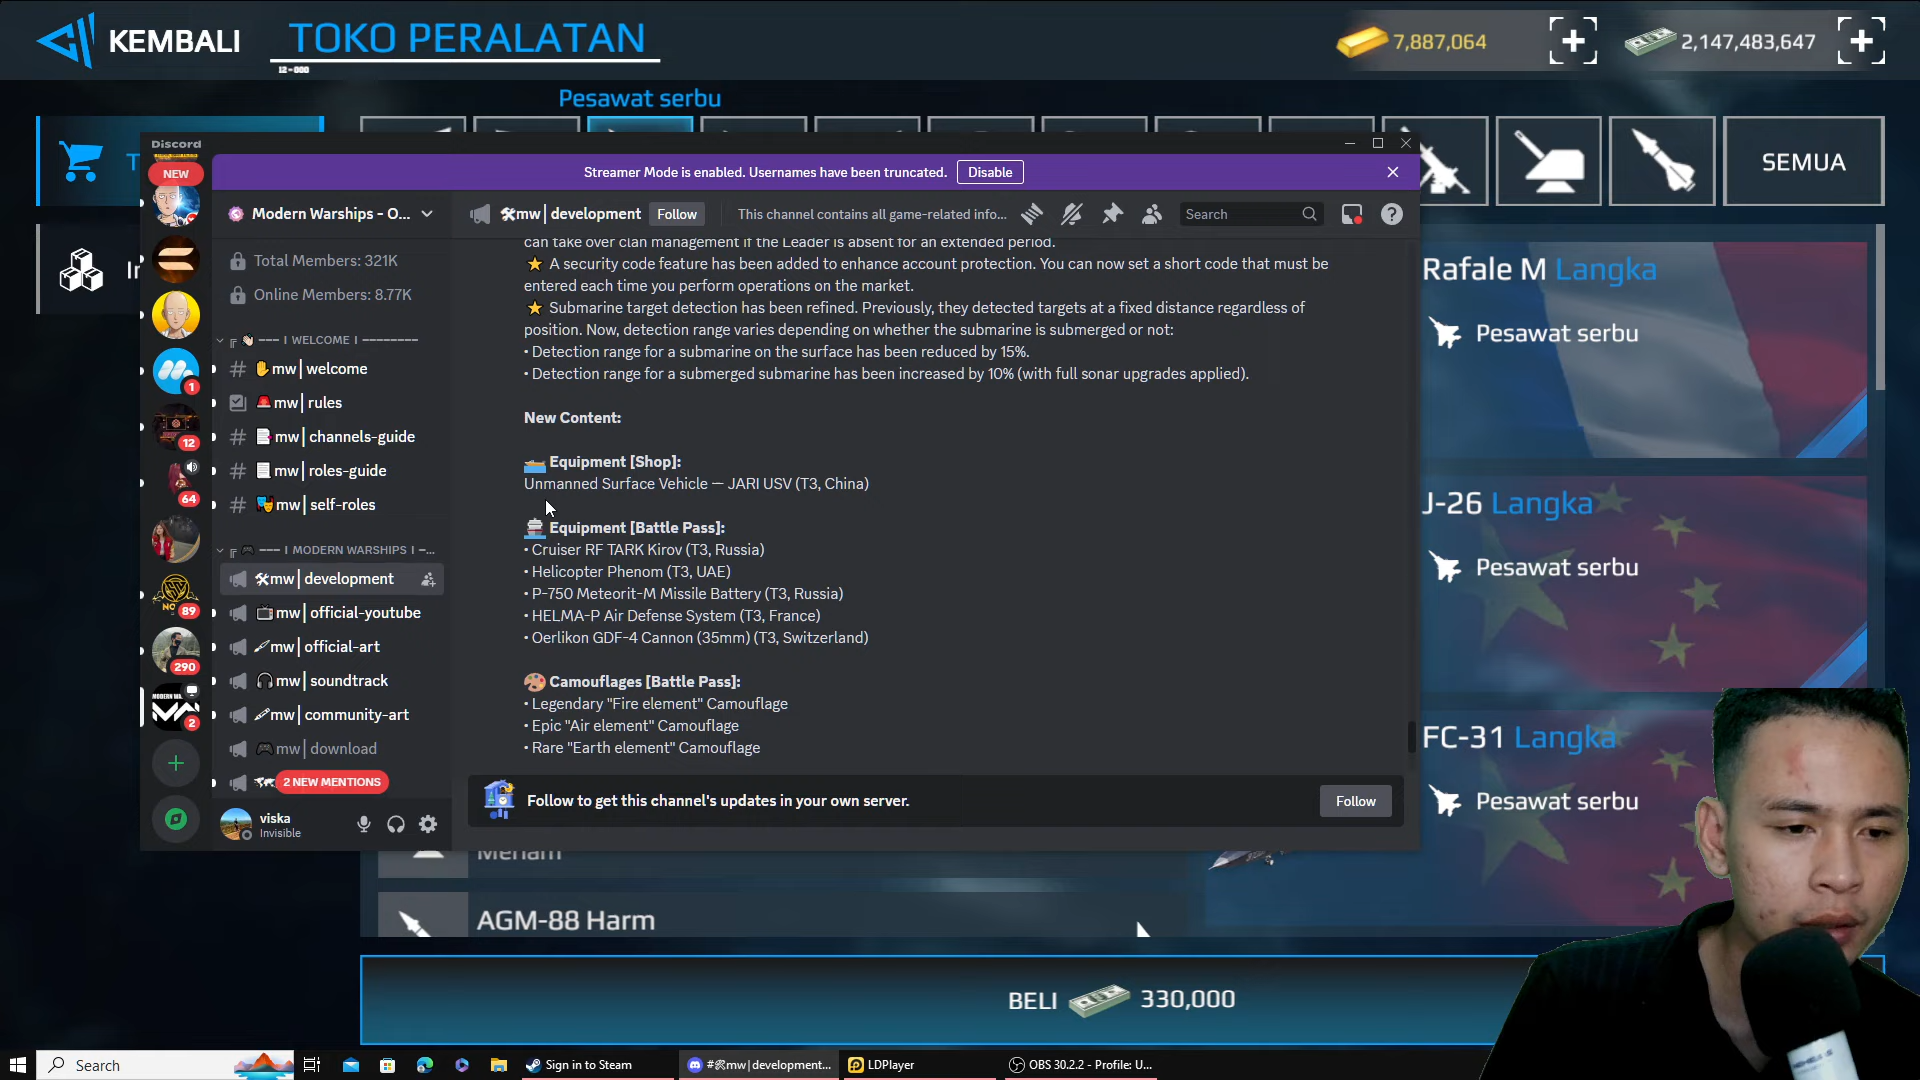 KEMBALI
TOKO PERALATAN
12-000
7,887,064
2,147,483,647
Pesawat serbu
SEMUA
Discord
NEW
Streamer Mode is enabled. Usernames have been truncated.
Disable
Modern Warships - O...
🛠mw| development
Follow
This channel contains all game-related info...
Search
Total Members: 321K
Online Members: 8.77K
--- I WELCOME I --------
mw| welcome
mw| rules
mw| channels-guide
mw| roles-guide
mw| self-roles
--- I MODERN WARSHIPS I -...
mw| development
mw| official-youtube
mw| official-art
mw| soundtrack
mw| community-art
mw| download
2 NEW MENTIONS
1
12
64
89
290
2
viska
Invisible
can take over clan management if the Leader is absent for an extended period.
⭐ A security code feature has been added to enhance account protection. You can now set a short code that must be
entered each time you perform operations on the market.
⭐ Submarine target detection has been refined. Previously, they detected targets at a fixed distance regardless of
position. Now, detection range varies depending on whether the submarine is submerged or not:
• Detection range for a submarine on the surface has been reduced by 15%.
• Detection range for a submerged submarine has been increased by 10% (with full sonar upgrades applied).
New Content:
Equipment [Shop]:
Unmanned Surface Vehicle — JARI USV (T3, China)
Equipment [Battle Pass]:
• Cruiser RF TARK Kirov (T3, Russia)
• Helicopter Phenom (T3, UAE)
• P-750 Meteorit-M Missile Battery (T3, Russia)
• HELMA-P Air Defense System (T3, France)
• Oerlikon GDF-4 Cannon (35mm) (T3, Switzerland)
Camouflages [Battle Pass]:
• Legendary "Fire element" Camouflage
• Epic "Air element" Camouflage
• Rare "Earth element" Camouflage
Follow to get this channel's updates in your own server.
Follow
Rafale M Langka
Pesawat serbu
J-26 Langka
Pesawat serbu
FC-31 Langka
Pesawat serbu
Meriam
AGM-88 Harm
BELI 330,000
Search
Sign in to Steam
#🛠mw| development...
LDPlayer
OBS 30.2.2 - Profile: U...